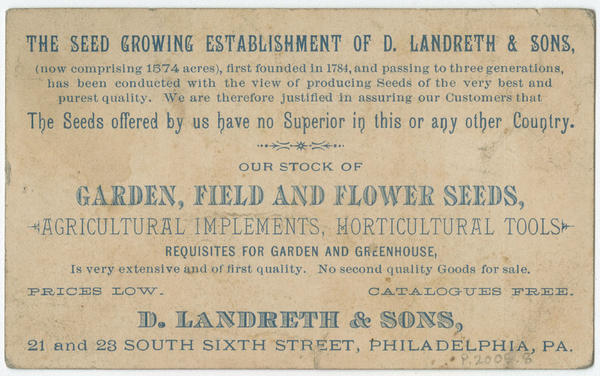 THE SEED GROWING ESTABLISHMENT OF D. LANDRETH & SONS,
(now comprising 1574 acres), first founded in 1784, and passing to three generations,
has been conducted with the view of producing Seeds of the very best and
purest quality. We are therefore justified in assuring our Customers that
The Seeds offered by us have no Superior in this or any other Country.
OUR STOCK OF
GARDEN, FIELD AND FLOWER SEEDS,
AGRICULTURAL IMPLEMENTS, HORTICULTURAL TOOLS
REQUISITES FOR GARDEN AND GREENHOUSE,
Is very extensive and of first quality. No second quality Goods for sale.
PRICES LOW. CATALOGUES FREE.
D. LANDRETH & SONS,
21 and 23 SOUTH SIXTH STREET, PHILADELPHIA, PA.